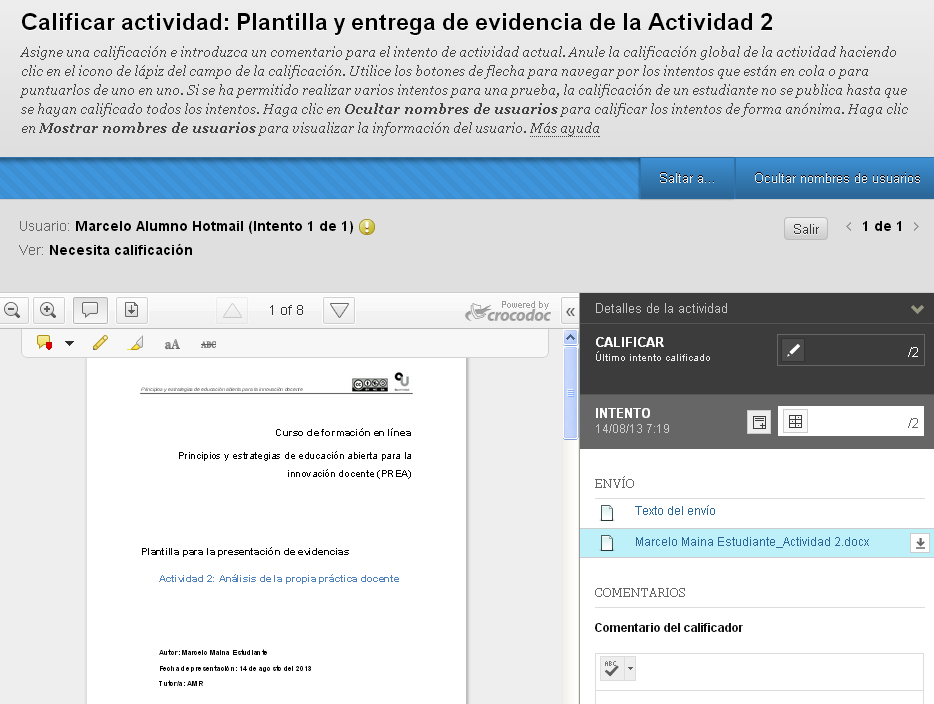 Calificar actividad: Plantilla y entrega de evidencia de la Actividad 2
Asigne una calificación e introduzca un comentario para el intento de actividad actual. Anule la calificación global de la actividad haciendo
clic en el icono de lápiz del campo de la calificación. Utilice los botones de flecha para navegar por los intentos que están en cola o para
puntuarlos de uno en uno. Si se ha permitido realizar varios intentos para una prueba, la calificación de un estudiante no se publica hasta que
se hayan calificado todos los intentos. Haga clic en Ocultar nombres de usuarios para calificar los intentos de forma anónima. Haga clic
en Mostrar nombres de usuarios para visualizar la información del usuario. Más ayuda
Saltar a... Ocultar nombres de usuarios
Usuario: Marcelo Alumno Hotmail (Intento 1 de 1)
Salir < 1 de 1 >
Ver: Necesita calificación
1 of 8
Powered by
crocodoc
«
aA ABC
Principios y estrategias de educación abierta para la innovación docente
Curso de formación en línea
Principios y estrategias de educación abierta para la
innovación docente (PREA)
Plantilla para la presentación de evidencias
Actividad 2: Análisis de la propia práctica docente
Autor: Marcelo Maina Estudiante
Fecha de presentación: 14 de agosto del 2013
Tutor/a: AMR
Detalles de la actividad
CALIFICAR
Último intento calificado
/2
INTENTO
14/08/13 7:19
/2
ENVÍO
Texto del envío
Marcelo Maina Estudiante_Actividad 2.docx
COMENTARIOS
Comentario del calificador
ABC